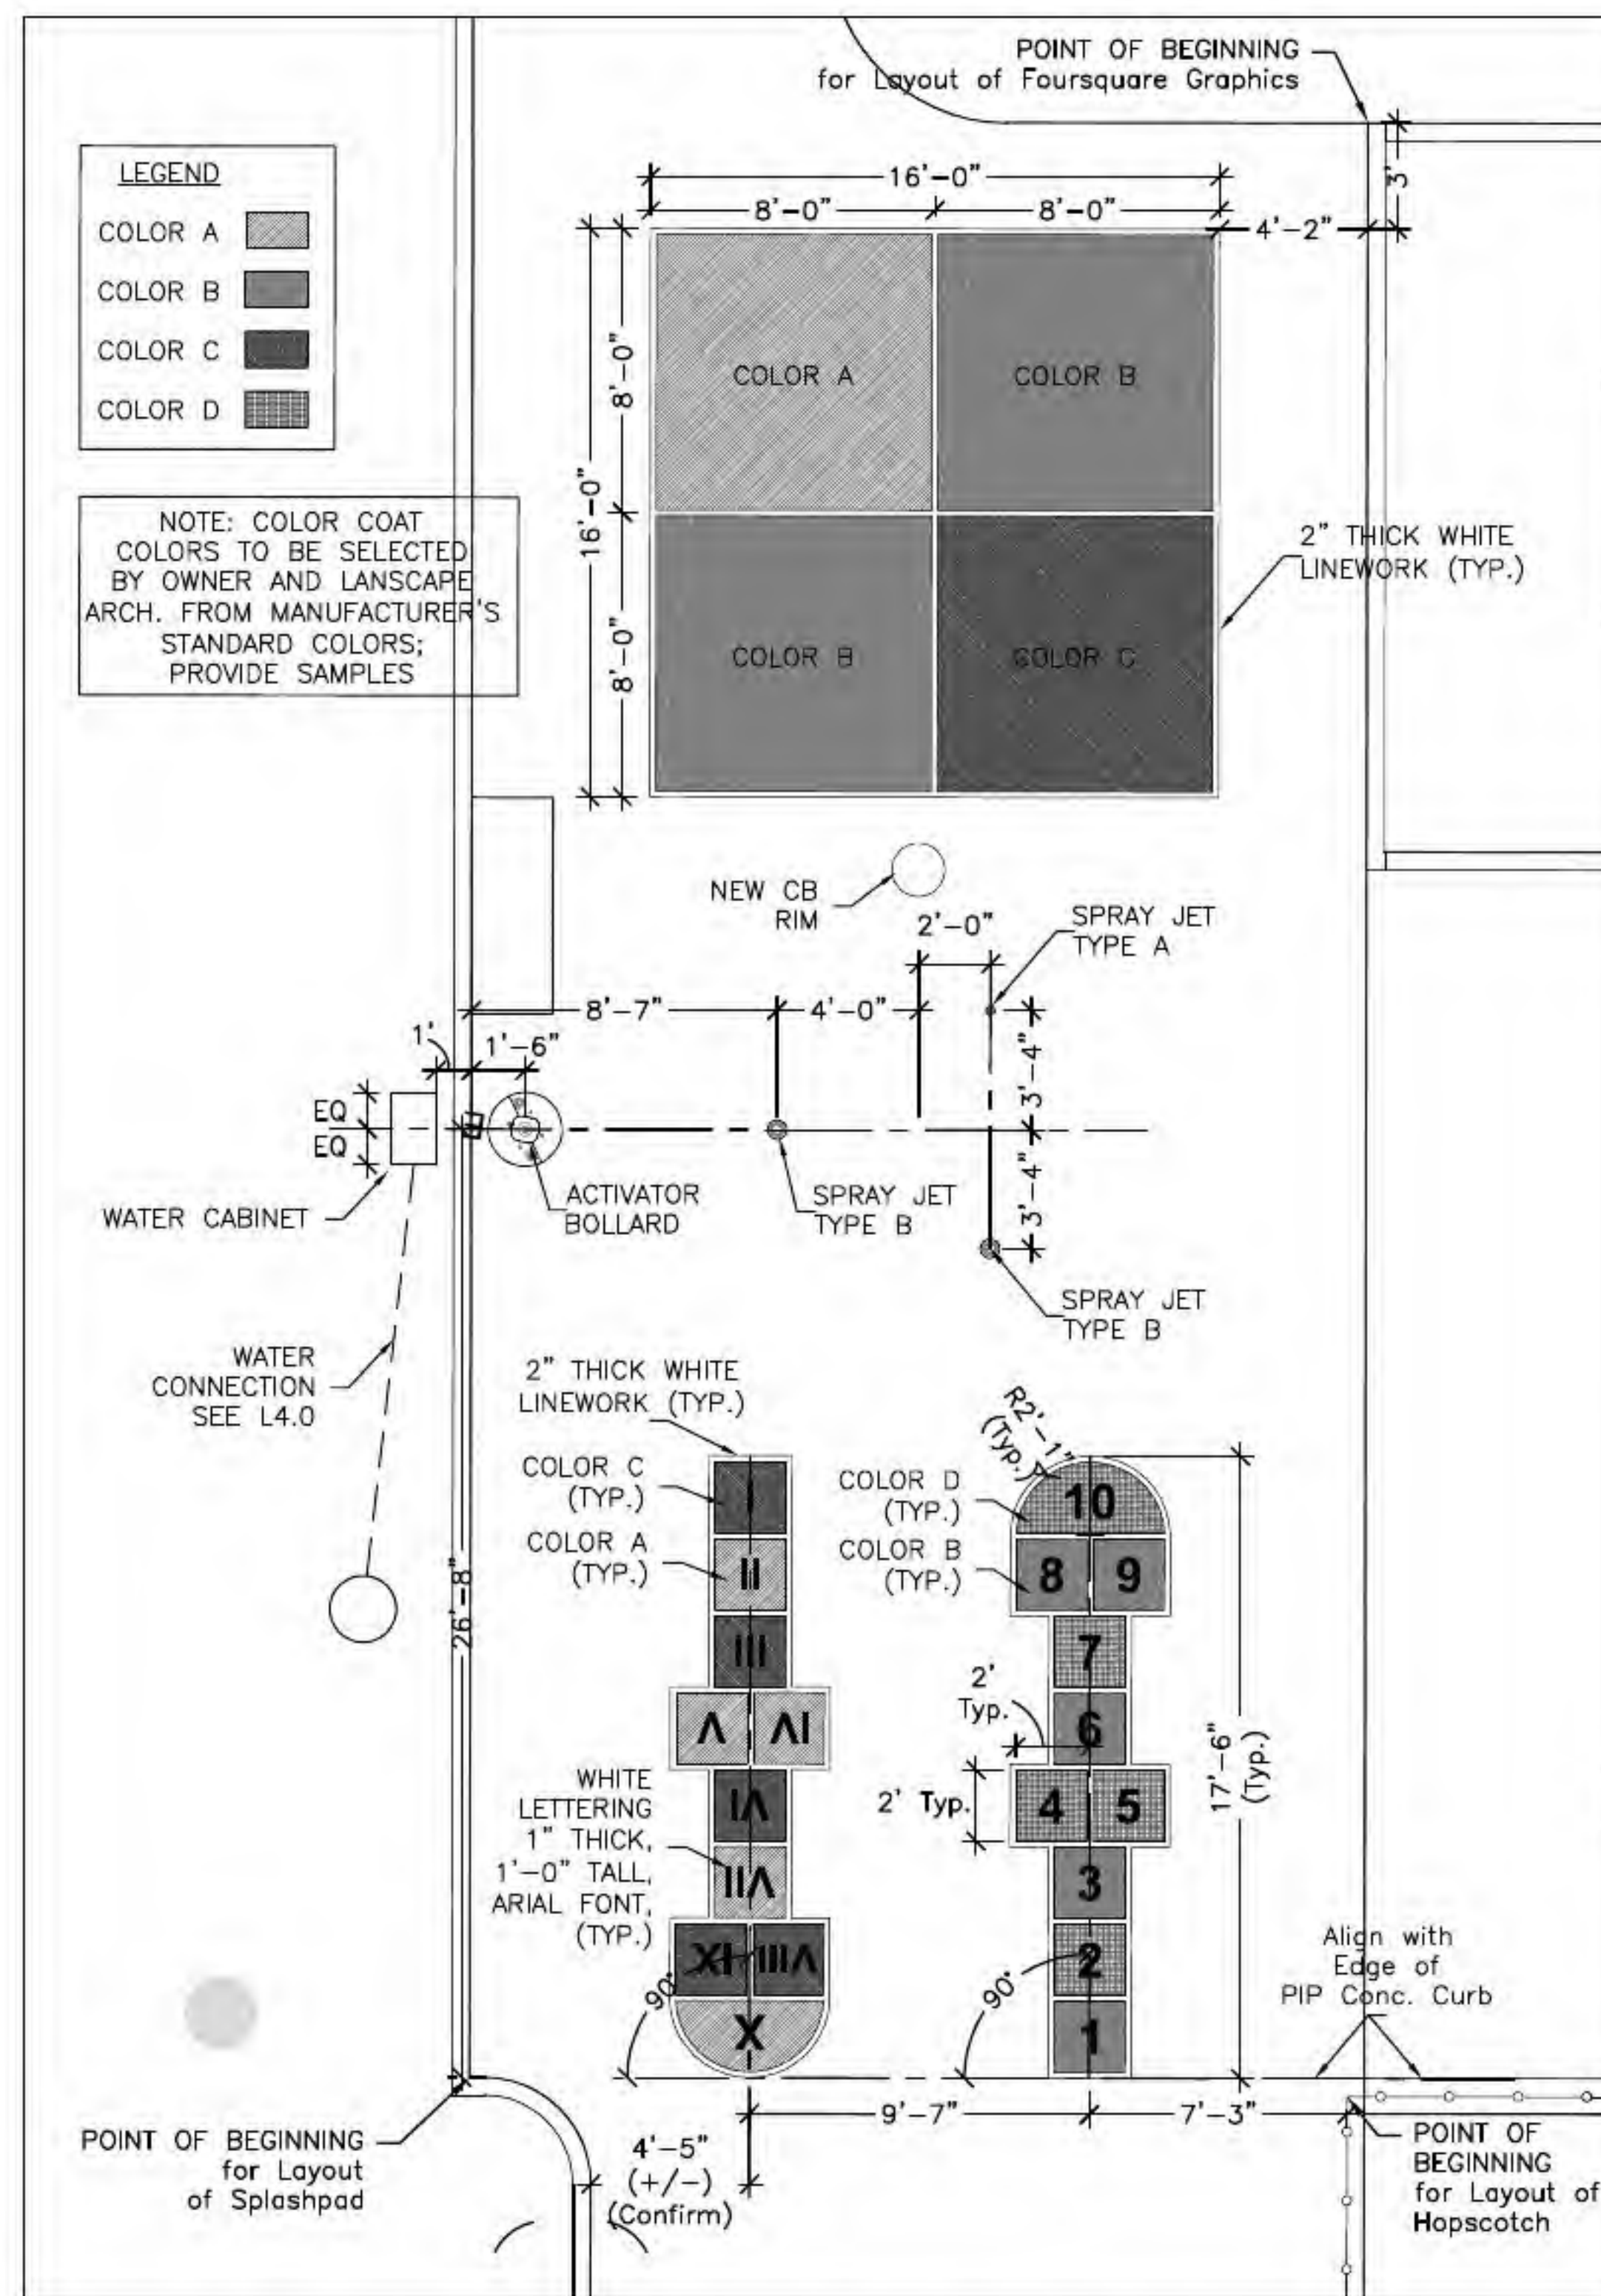 POINT OF BEGINNING
for Layout of Foursquare Graphics
LEGEND
COLOR A
COLOR B
COLOR C
COLOR D
NOTE: COLOR COAT
COLORS TO BE SELECTED
BY OWNER AND LANSCAPE
ARCH. FROM MANUFACTURER'S
STANDARD COLORS;
PROVIDE SAMPLES
16'-0"
8'-0"
8'-0"
4'-2"
3'
16'-0"
8'-0"
8'-0"
COLOR A
COLOR B
COLOR B
COLOR C
2" THICK WHITE
LINEWORK (TYP.)
NEW CB
RIM
2'-0"
SPRAY JET
TYPE A
8'-7"
4'-0"
1'
1'-6"
3'-4"
3'-4"
EQ
EQ
WATER CABINET
ACTIVATOR
BOLLARD
SPRAY JET
TYPE B
SPRAY JET
TYPE B
WATER
CONNECTION
SEE L4.0
26'-8"
2" THICK WHITE
LINEWORK (TYP.)
COLOR C
(TYP.)
COLOR A
(TYP.)
I
II
III
V
IV
VI
VII
IX
VIII
X
WHITE
LETTERING
1" THICK,
1'-0" TALL,
ARIAL FONT,
(TYP.)
90°
R2'-1"
(Typ.)
COLOR D
(TYP.)
COLOR B
(TYP.)
10
8
9
7
6
4
5
3
2
1
2'
Typ.
2' Typ.
17'-6"
(Typ.)
90°
Align with
Edge of
PIP Conc. Curb
9'-7"
7'-3"
4'-5"
(+/-)
(Confirm)
POINT OF BEGINNING
for Layout
of Splashpad
POINT OF
BEGINNING
for Layout of
Hopscotch